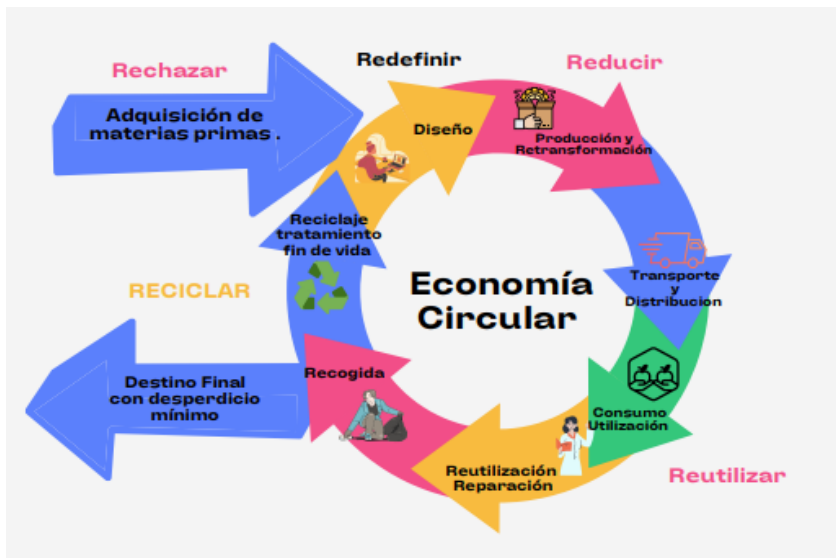 Rechazar
Redefinir
Reducir
Adquisición de
materias primas .
Diseño
Producción y
Retransformación
Reciclaje
tratamiento
fin de vida
Transporte
y
Distribucion
RECICLAR
Economía
Circular
Destino Final
con desperdicio
mínimo
Recogida
Consumo
Utilización
Reutilización
Reparación
Reutilizar